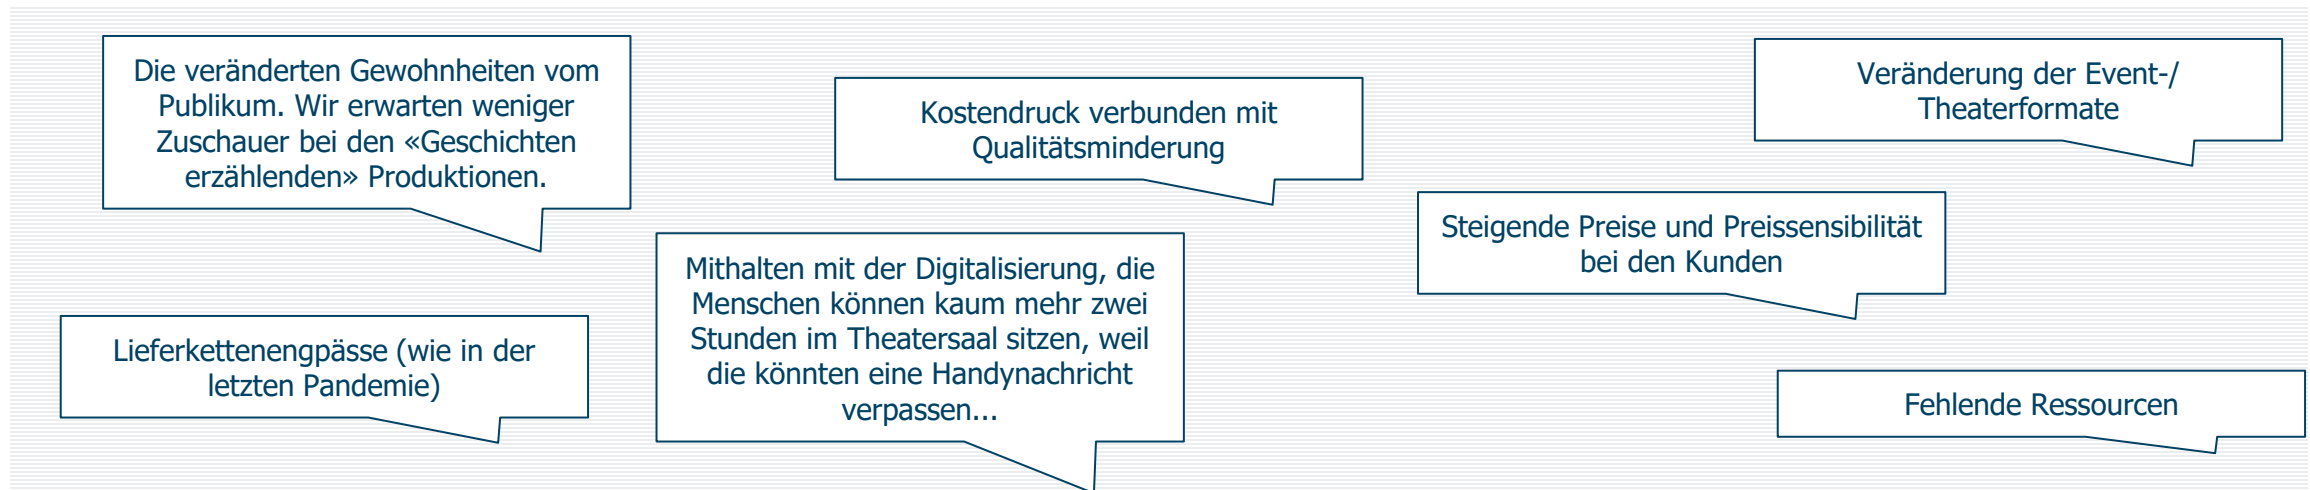 Die veränderten Gewohnheiten vom
Publikum. Wir erwarten weniger
Zuschauer bei den «Geschichten
erzählenden» Produktionen.
Kostendruck verbunden mit
Qualitätsminderung
Veränderung der Event-/
Theaterformate
Steigende Preise und Preissensibilität
bei den Kunden
Mithalten mit der Digitalisierung, die
Menschen können kaum mehr zwei
Stunden im Theatersaal sitzen, weil
die könnten eine Handynachricht
verpassen...
Lieferkettenengpässe (wie in der
letzten Pandemie)
Fehlende Ressourcen